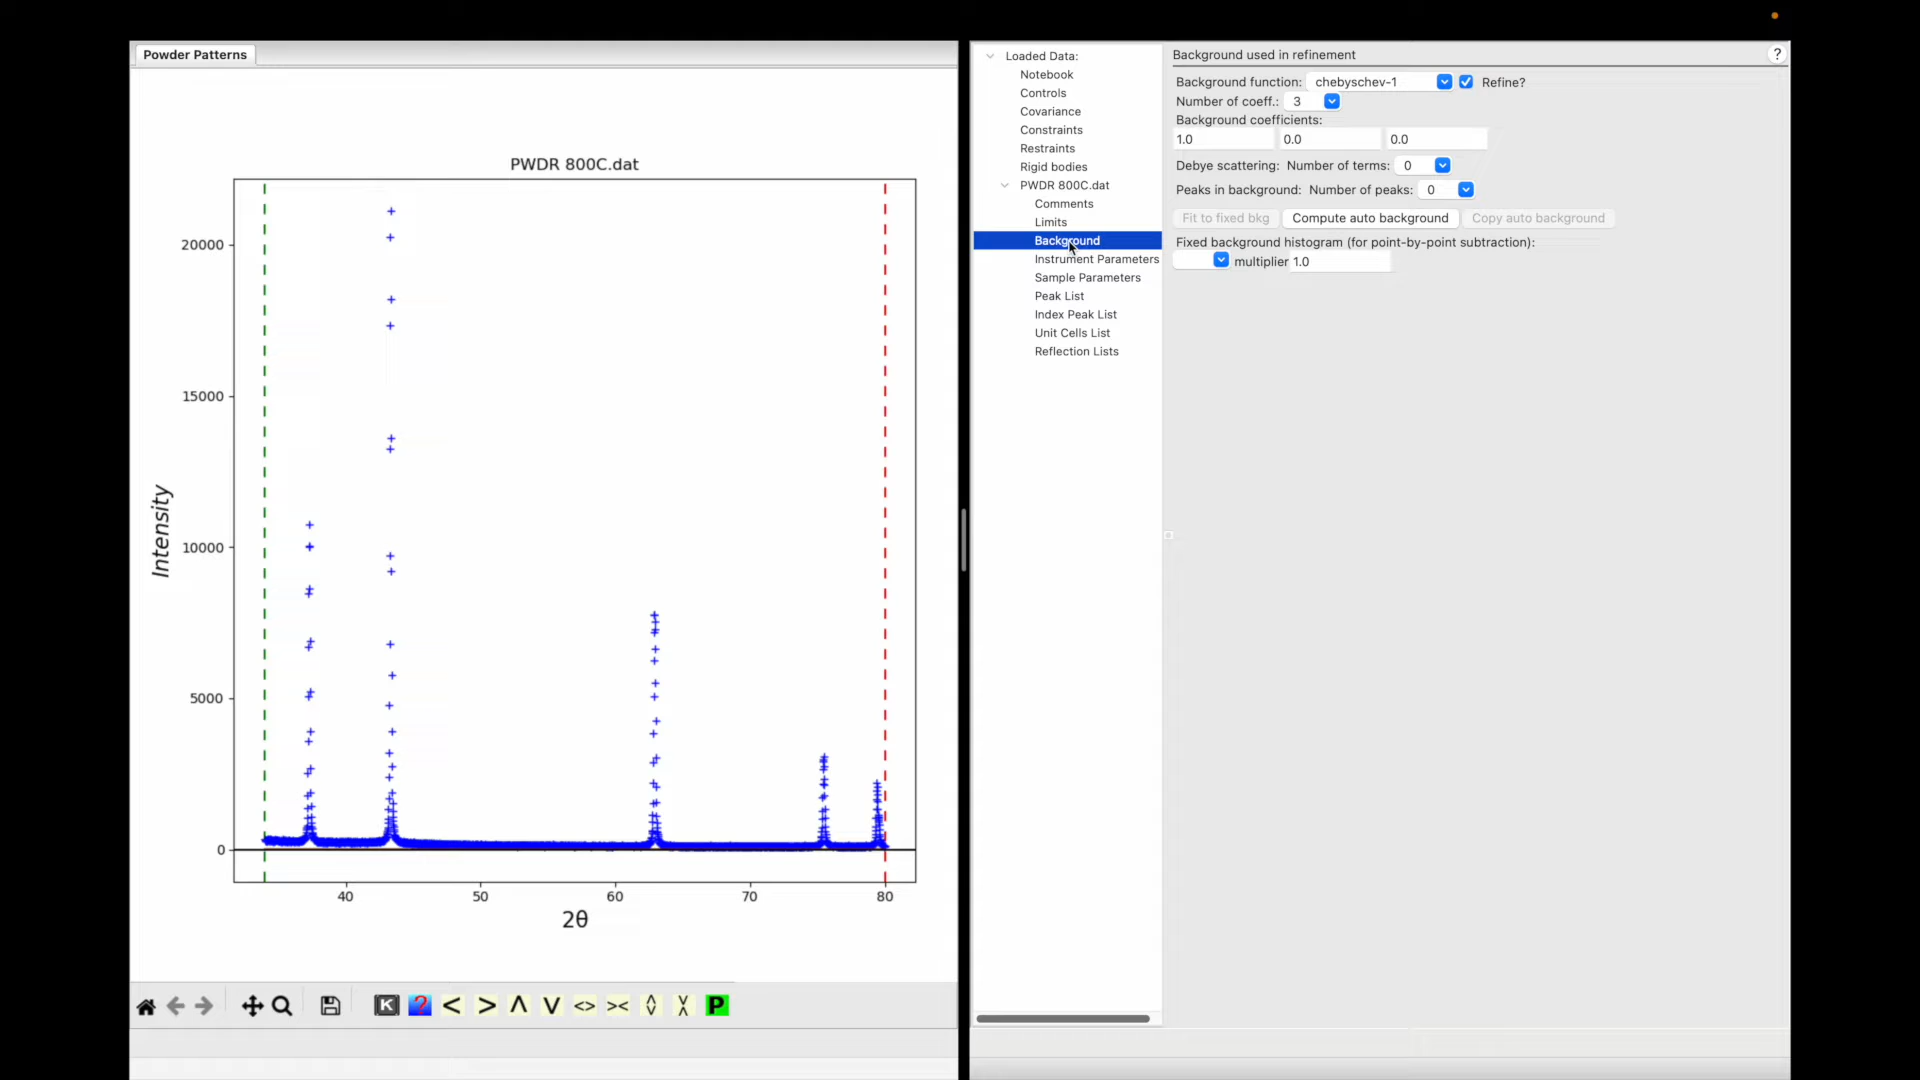 Powder Patterns
PWDR 800C.dat
20000
15000
10000
5000
0
Intensity
40 50 60 70 80
2θ
K ? < > Λ V <> >< P
Loaded Data:
Notebook
Controls
Covariance
Constraints
Restraints
Rigid bodies
PWDR 800C.dat
Comments
Limits
Background
Instrument Parameters
Sample Parameters
Peak List
Index Peak List
Unit Cells List
Reflection Lists
Background used in refinement ?
Background function: chebyschev-1 Refine?
Number of coeff.: 3
Background coefficients:
1.0 0.0 0.0
Debye scattering: Number of terms: 0
Peaks in background: Number of peaks: 0
Fit to fixed bkg Compute auto background Copy auto background
Fixed background histogram (for point-by-point subtraction):
multiplier 1.0